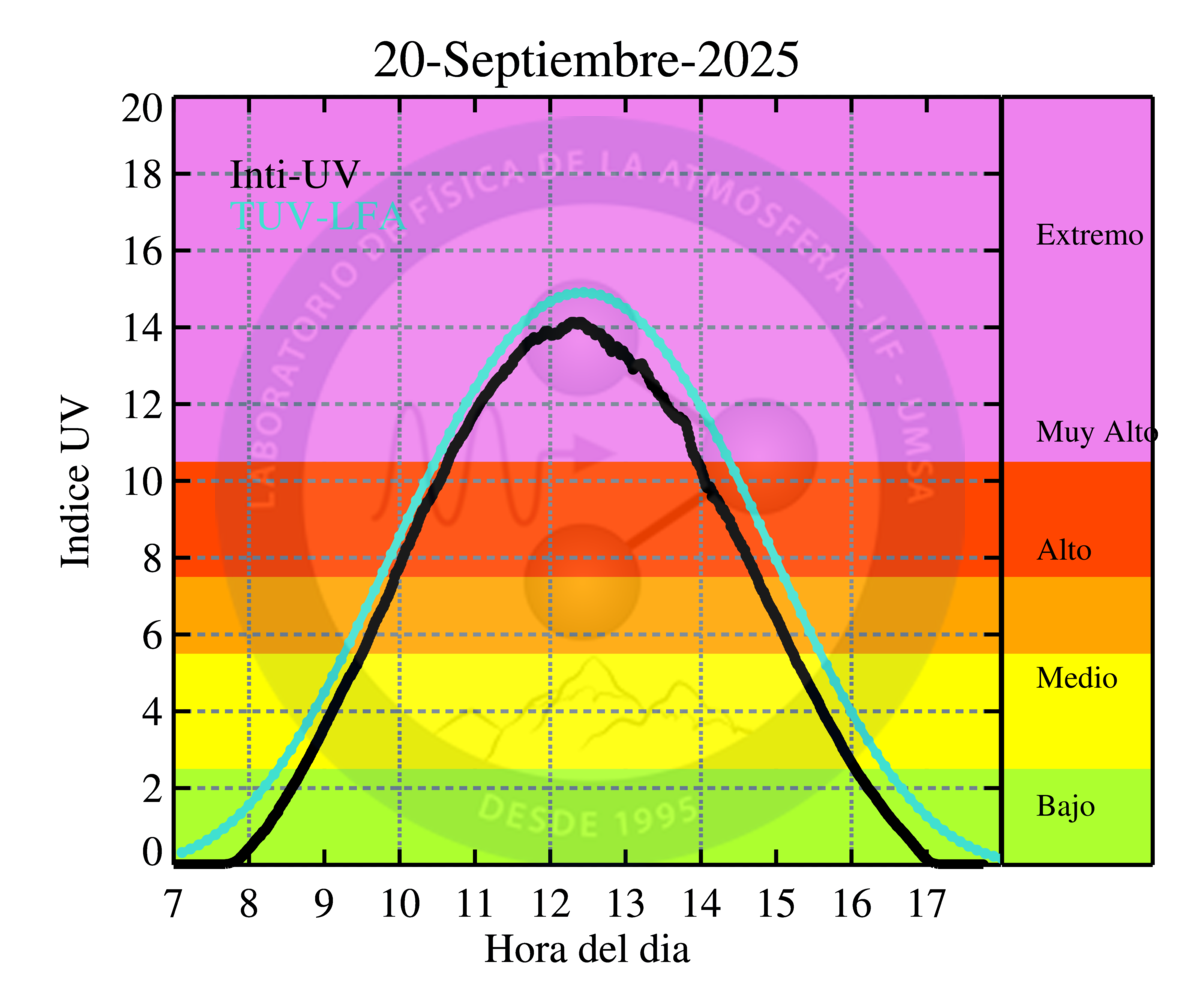 20-Septiembre-2025
20
18
16
14
12
10
8
6
4
2
0
Indice UV
Inti-UV
TUV-LFA
LABORATORIO DE FÍSICA DE LA ATMÓSFERA - IIF - UMSA
DESDE 1995
Extremo
Muy Alto
Alto
Medio
Bajo
7 8 9 10 11 12 13 14 15 16 17
Hora del dia